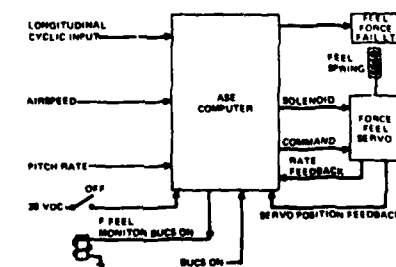 LONGITUDINAL
CYCLIC INPUT
AIRSPEED
PITCH RATE
28 VDC
OFF
F FEEL
MONITOR BUCS ON
BUCS ON
ASE
COMPUTER
SOLENOID
COMMAND
RATE
FEEDBACK
SERVO POSITION FEEDBACK
FEEL
FORCE
FAIL LT
FEEL
SPRING
FORCE
FEEL
SERVO